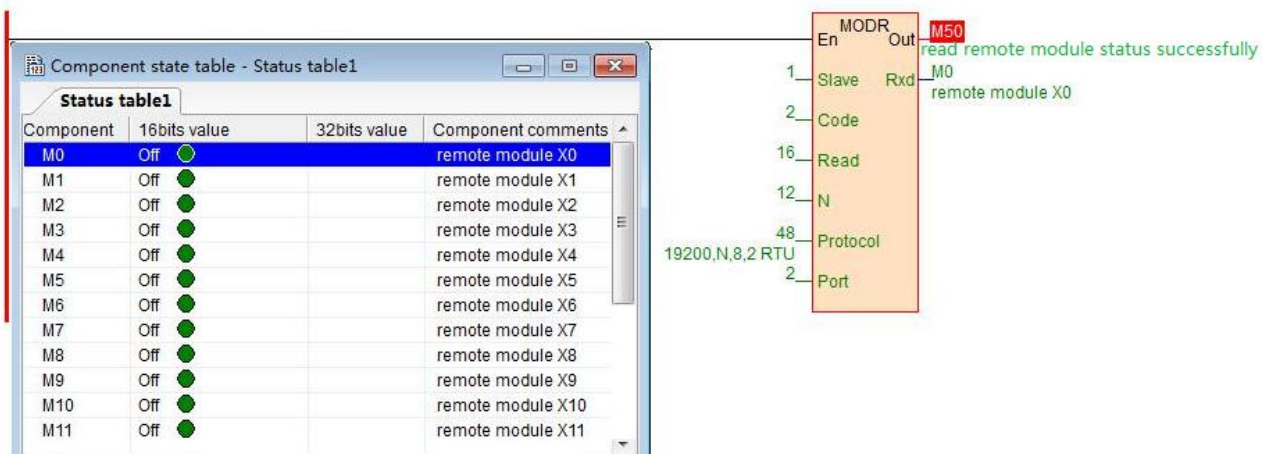 Component state table - Status table1
Status table1
Component 16bits value 32bits value Component comments
M0 Off remote module X0
M1 Off remote module X1
M2 Off remote module X2
M3 Off remote module X3
M4 Off remote module X4
M5 Off remote module X5
M6 Off remote module X6
M7 Off remote module X7
M8 Off remote module X8
M9 Off remote module X9
M10 Off remote module X10
M11 Off remote module X11
MODR
En Out M50
read remote module status successfully
1 Slave Rxd M0
remote module X0
2 Code
16 Read
12 N
48 Protocol
19200,N,8,2 RTU
2 Port